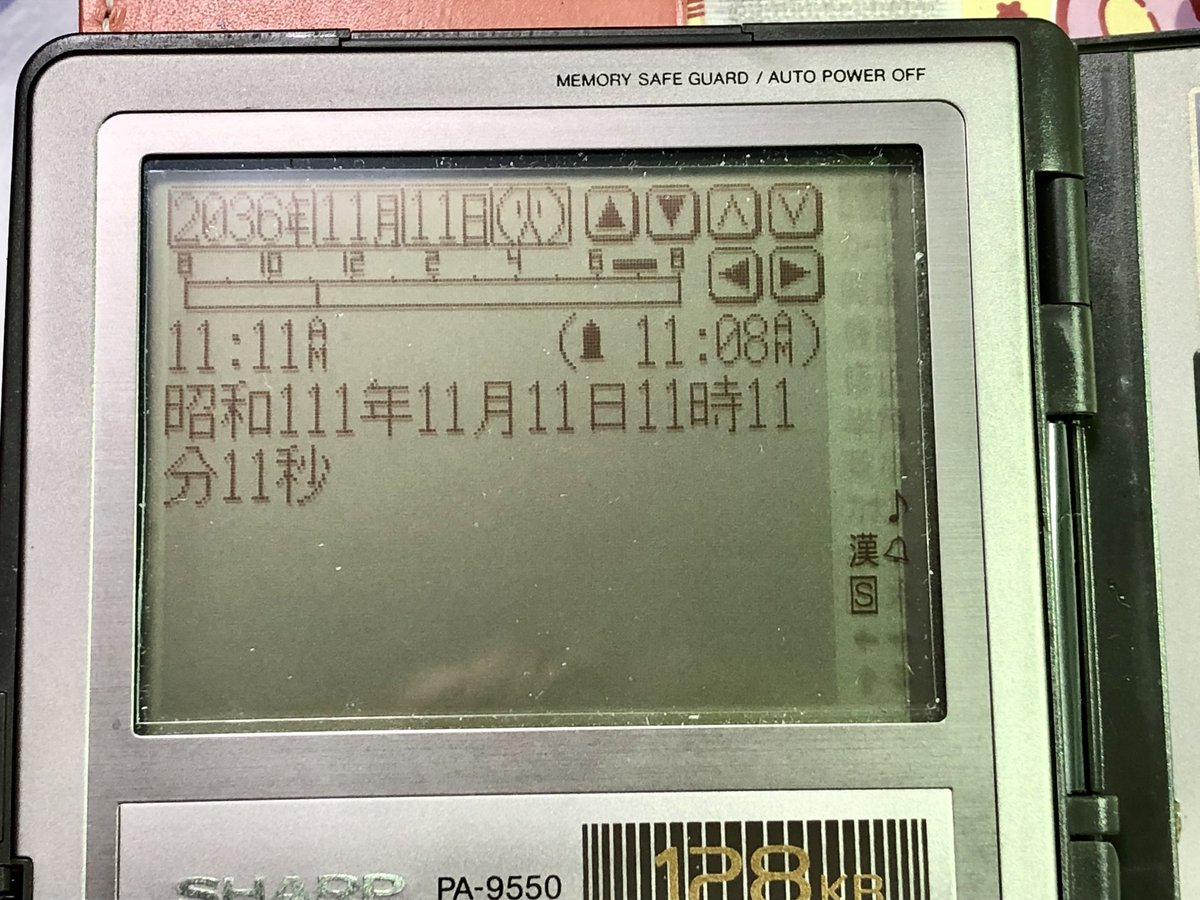 MEMORY SAFE GUARD / AUTO POWER OFF
2036年11月11日(火)
8 10 12 2 4 6 8
11:11AM (11:08AM)
昭和111年11月11日11時11
分11秒
♪
漢
S
SHARP PA-9550 128KB